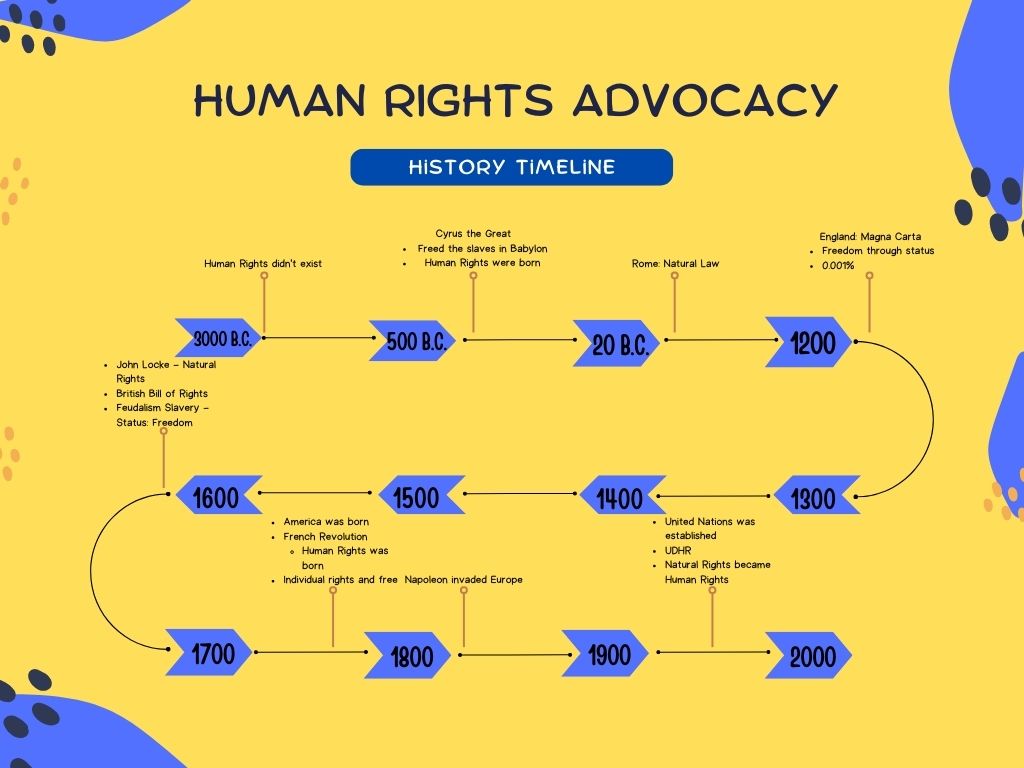 HUMAN RIGHTS ADVOCACY
HISTORY TIMELINE
Human Rights didn't exist
Cyrus the Great
• Freed the slaves in Babylon
• Human Rights were born
Rome: Natural Law
England: Magna Carta
• Freedom through status
• 0.001%
3000 B.C.
500 B.C.
20 B.C.
1200
• John Locke – Natural
Rights
• British Bill of Rights
• Feudalism Slavery –
Status: Freedom
1600
1500
1400
1300
• America was born
• French Revolution
◦ Human Rights was
born
• Individual rights and free
Napoleon invaded Europe
• United Nations was
established
• UDHR
• Natural Rights became
Human Rights
1700
1800
1900
2000